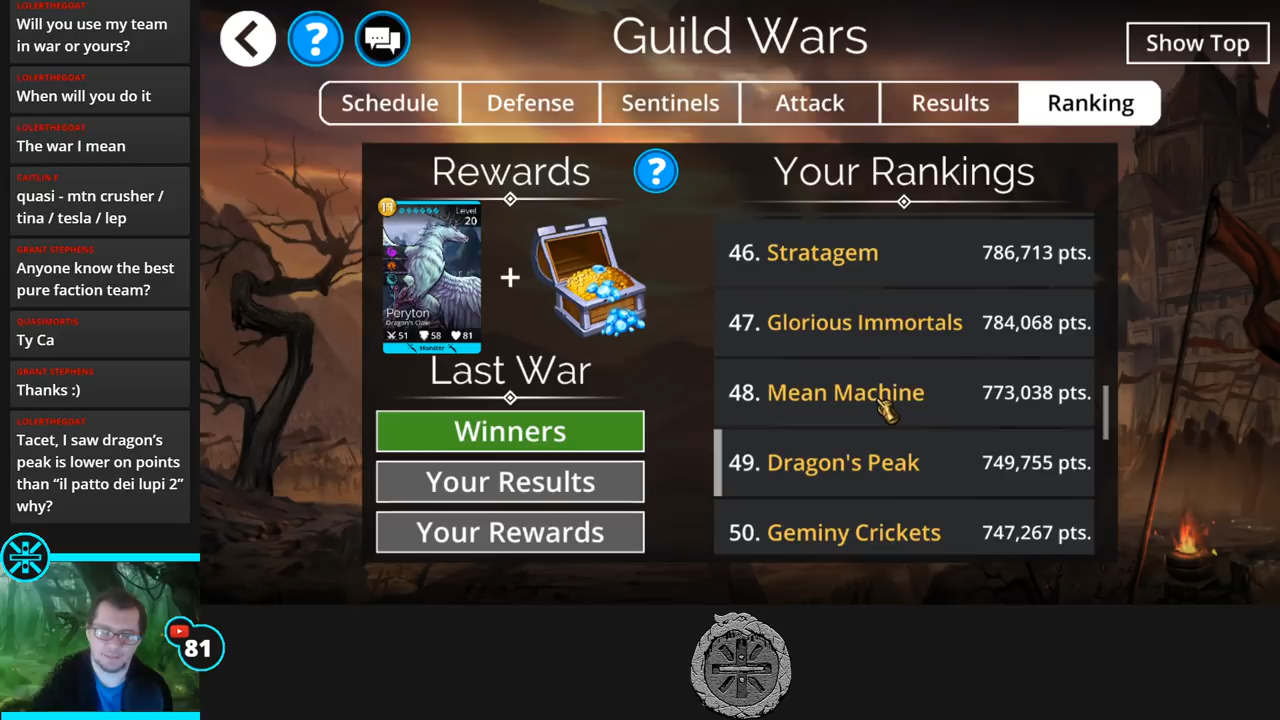 LOLERTHEGOAT
Will you use my team
in war or yours?
LOLERTHEGOAT
When will you do it
LOLERTHEGOAT
The war I mean
CAITLIN E
quasi - mtn crusher /
tina / tesla / lep
GRANT STEPHENS
Anyone know the best
pure faction team?
QUASIMORTIS
Ty Ca
GRANT STEPHENS
Thanks :)
LOLERTHEGOAT
Tacet, I saw dragon's
peak is lower on points
than “il patto dei lupi 2”
why?
81
?
Guild Wars
Show Top
Schedule
Defense
Sentinels
Attack
Results
Ranking
Rewards
?
Level
20
Peryton
Dragon's Claw
51
58
81
Monster
+
Last War
Winners
Your Results
Your Rewards
Your Rankings
46. Stratagem 786,713 pts.
47. Glorious Immortals 784,068 pts.
48. Mean Machine 773,038 pts.
49. Dragon's Peak 749,755 pts.
50. Geminy Crickets 747,267 pts.